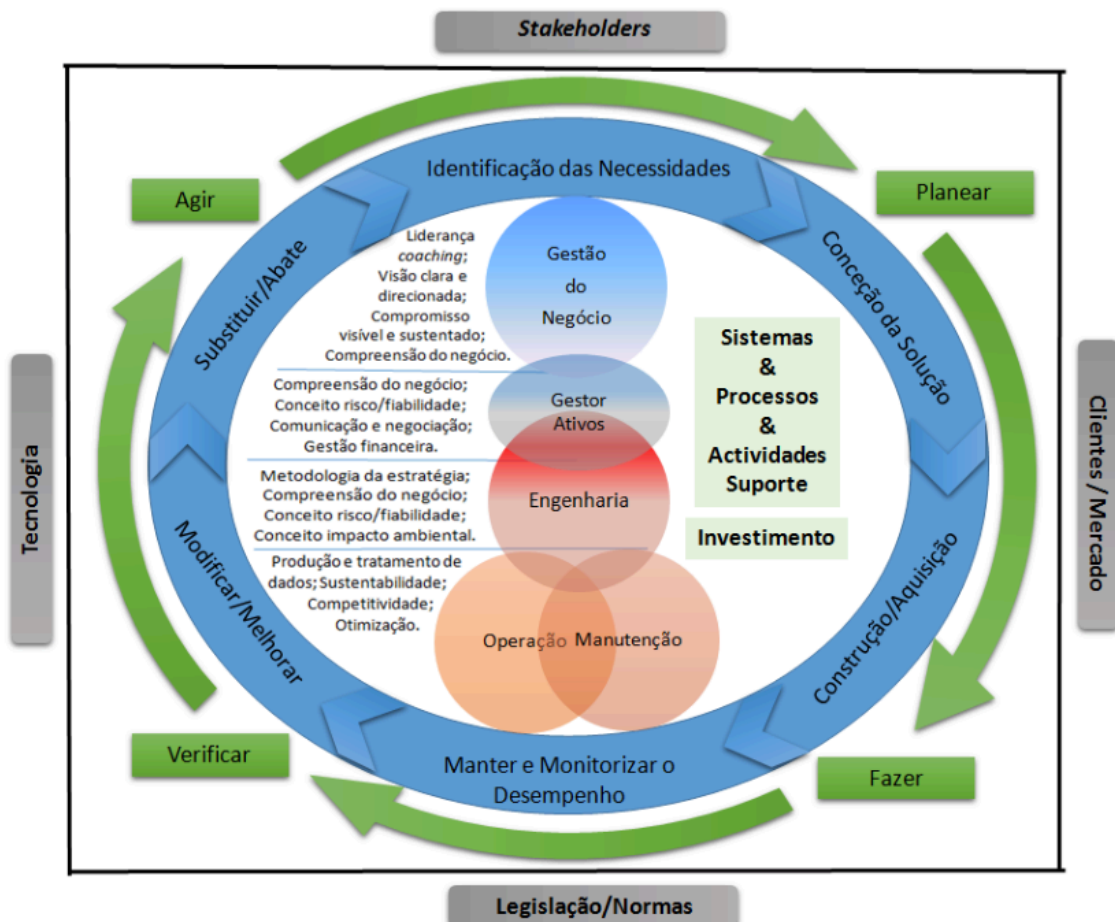 Stakeholders
Agir
Identificação das Necessidades
Planear
Substituir/Abate
Conceção da Solução
Liderança
coaching;
Visão clara e
direcionada;
Compromisso
visível e sustentado;
Compreensão do negócio.
Gestão
do
Negócio
Sistemas
&
Processos
&
Actividades
Suporte
Compreensão do negócio;
Conceito risco/fiabilidade;
Comunicação e negociação;
Gestão financeira.
Gestor
Ativos
Tecnologia
Clientes / Mercado
Metodologia da estratégia;
Compreensão do negócio;
Conceito risco/fiabilidade;
Conceito impacto ambiental.
Engenharia
Investimento
Produção e tratamento de
dados; Sustentabilidade;
Competitividade;
Otimização.
Operação
Manutenção
Modificar/Melhorar
Construção/Aquisição
Verificar
Manter e Monitorizar o
Desempenho
Fazer
Legislação/Normas